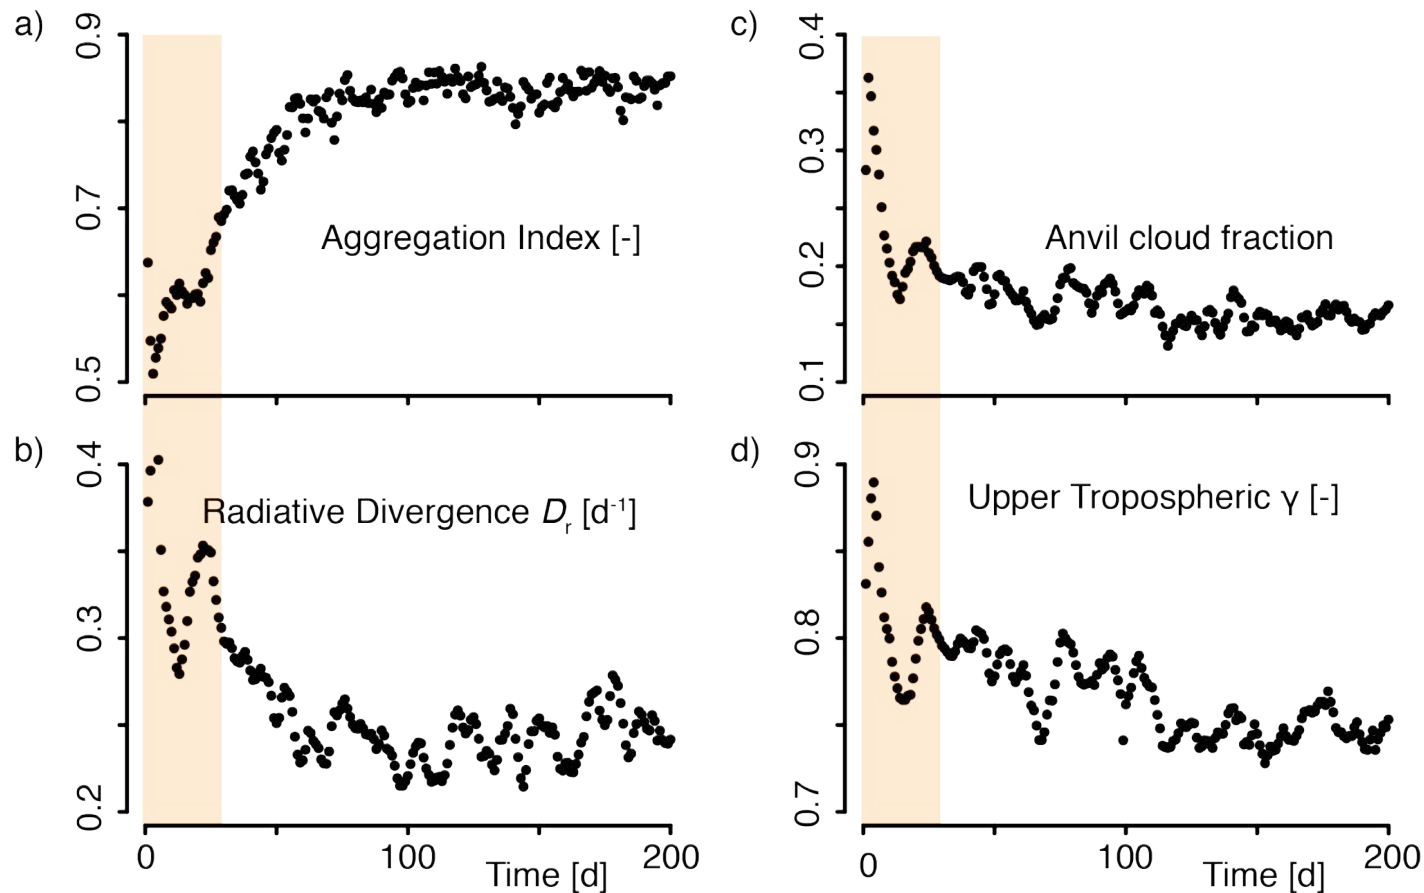 a)
0.9
0.7
0.5
Aggregation Index [-]
b)
0.4
0.3
0.2
Radiative Divergence Dr [d-1]
0
100
200
Time [d]
c)
0.4
0.3
0.2
0.1
Anvil cloud fraction
d)
0.9
0.8
0.7
Upper Tropospheric γ [-]
0
100
200
Time [d]